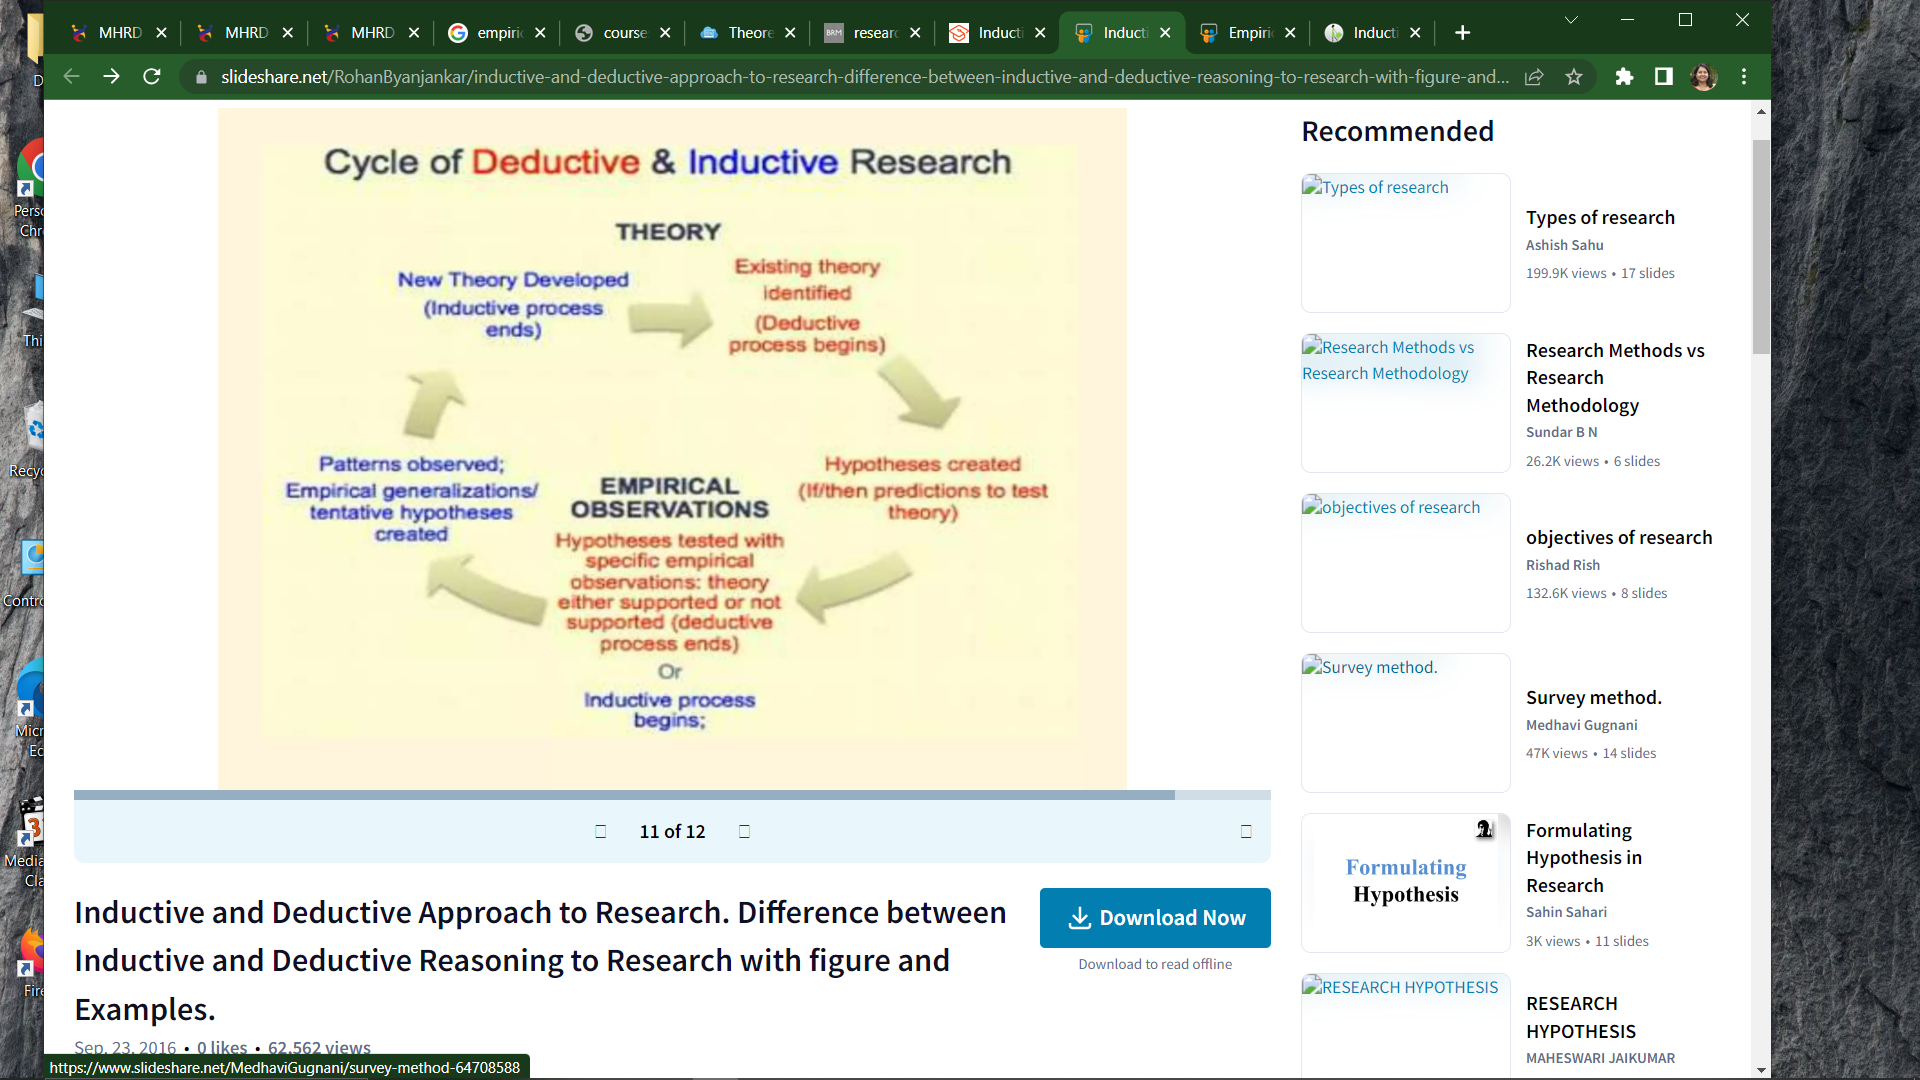 MHRD
MHRD
MHRD
empiric
course
Theore
BRM
researc
Inducti
Inducti
Empiric
Inducti
slideshare.net/RohanByanjankar/inductive-and-deductive-approach-to-research-difference-between-inductive-and-deductive-reasoning-to-research-with-figure-and...
Cycle of Deductive & Inductive Research
THEORY
New Theory Developed
(Inductive process
ends)
Existing theory
identified
(Deductive
process begins)
Patterns observed;
Empirical generalizations/
tentative hypotheses
created
Hypotheses created
(If/then predictions to test
theory)
EMPIRICAL
OBSERVATIONS
Hypotheses tested with
specific empirical
observations: theory
either supported or not
supported (deductive
process ends)
Or
Inductive process
begins;
11 of 12
Inductive and Deductive Approach to Research. Difference between
Inductive and Deductive Reasoning to Research with figure and
Examples.
Sep. 23, 2016 • 0 likes • 62,562 views
Download Now
Download to read offline
https://www.slideshare.net/MedhaviGugnani/survey-method-64708588
Recommended
Types of research
Types of research
Ashish Sahu
199.9K views • 17 slides
Research Methods vs
Research Methodology
Research Methods vs
Research
Methodology
Sundar B N
26.2K views • 6 slides
objectives of research
objectives of research
Rishad Rish
132.6K views • 8 slides
Survey method.
Survey method.
Medhavi Gugnani
47K views • 14 slides
Formulating
Hypothesis
Formulating
Hypothesis in
Research
Sahin Sahari
3K views • 11 slides
RESEARCH HYPOTHESIS
RESEARCH
HYPOTHESIS
MAHESWARI JAIKUMAR